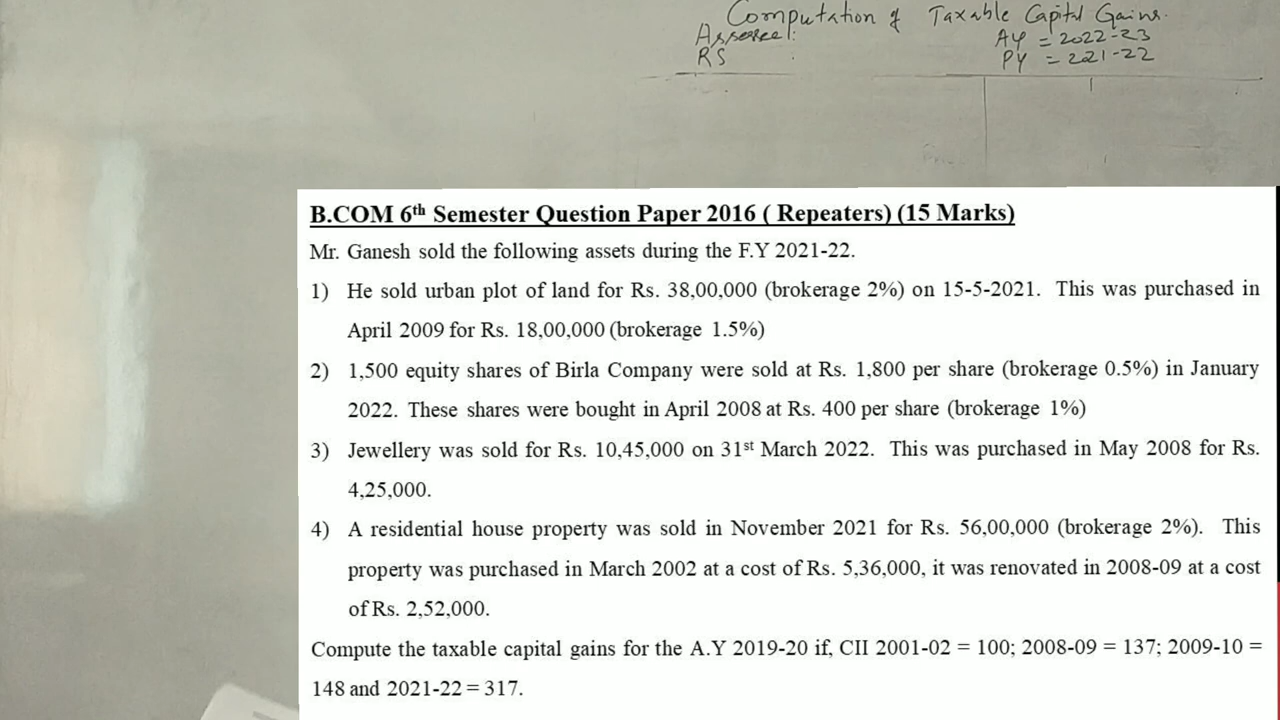 Computation of Taxable Capital Gains.
Assessee:
AY = 2022-23
RS
PY = 2021-22
B.COM 6th Semester Question Paper 2016 ( Repeaters) (15 Marks)
Mr. Ganesh sold the following assets during the F.Y 2021-22.
1) He sold urban plot of land for Rs. 38,00,000 (brokerage 2%) on 15-5-2021. This was purchased in
April 2009 for Rs. 18,00,000 (brokerage 1.5%)
2) 1,500 equity shares of Birla Company were sold at Rs. 1,800 per share (brokerage 0.5%) in January
2022. These shares were bought in April 2008 at Rs. 400 per share (brokerage 1%)
3) Jewellery was sold for Rs. 10,45,000 on 31st March 2022. This was purchased in May 2008 for Rs.
4,25,000.
4) A residential house property was sold in November 2021 for Rs. 56,00,000 (brokerage 2%). This
property was purchased in March 2002 at a cost of Rs. 5,36,000, it was renovated in 2008-09 at a cost
of Rs. 2,52,000.
Compute the taxable capital gains for the A.Y 2019-20 if, CII 2001-02 = 100; 2008-09 = 137; 2009-10 =
148 and 2021-22 = 317.